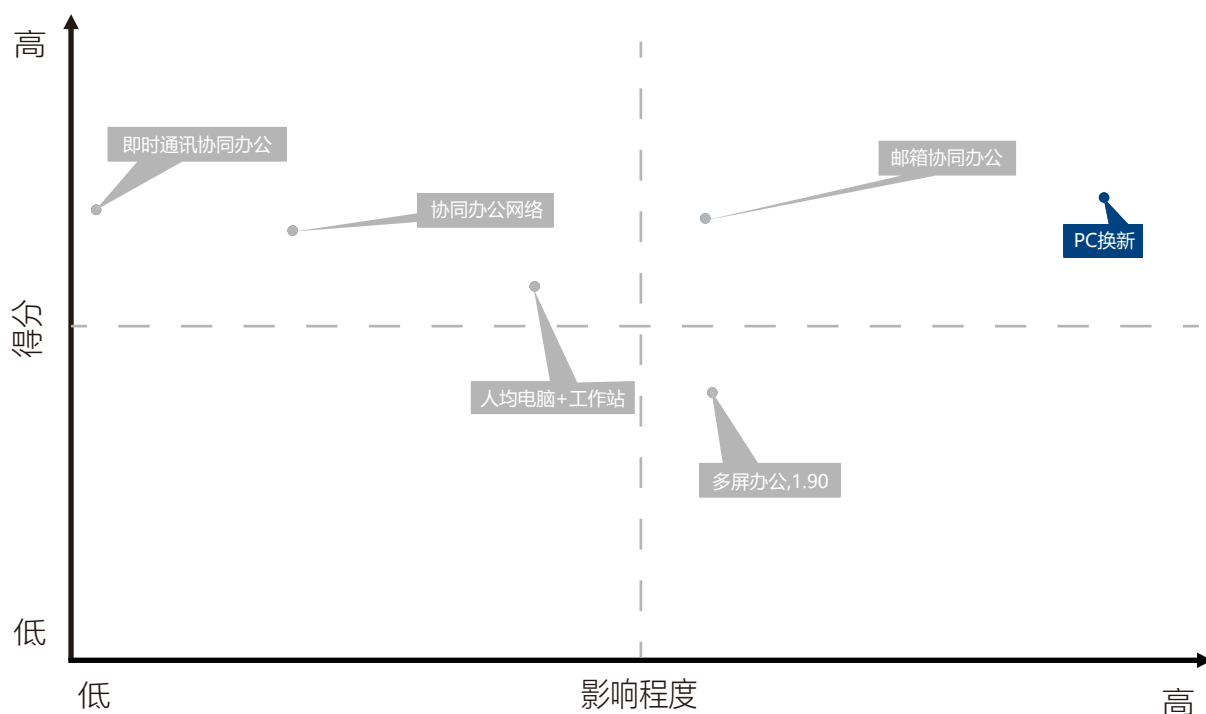 高
即时通讯协同办公
邮箱协同办公
协同办公网络
PC换新
得分
人均电脑+工作站
多屏办公,1.90
低
低
影响程度
高